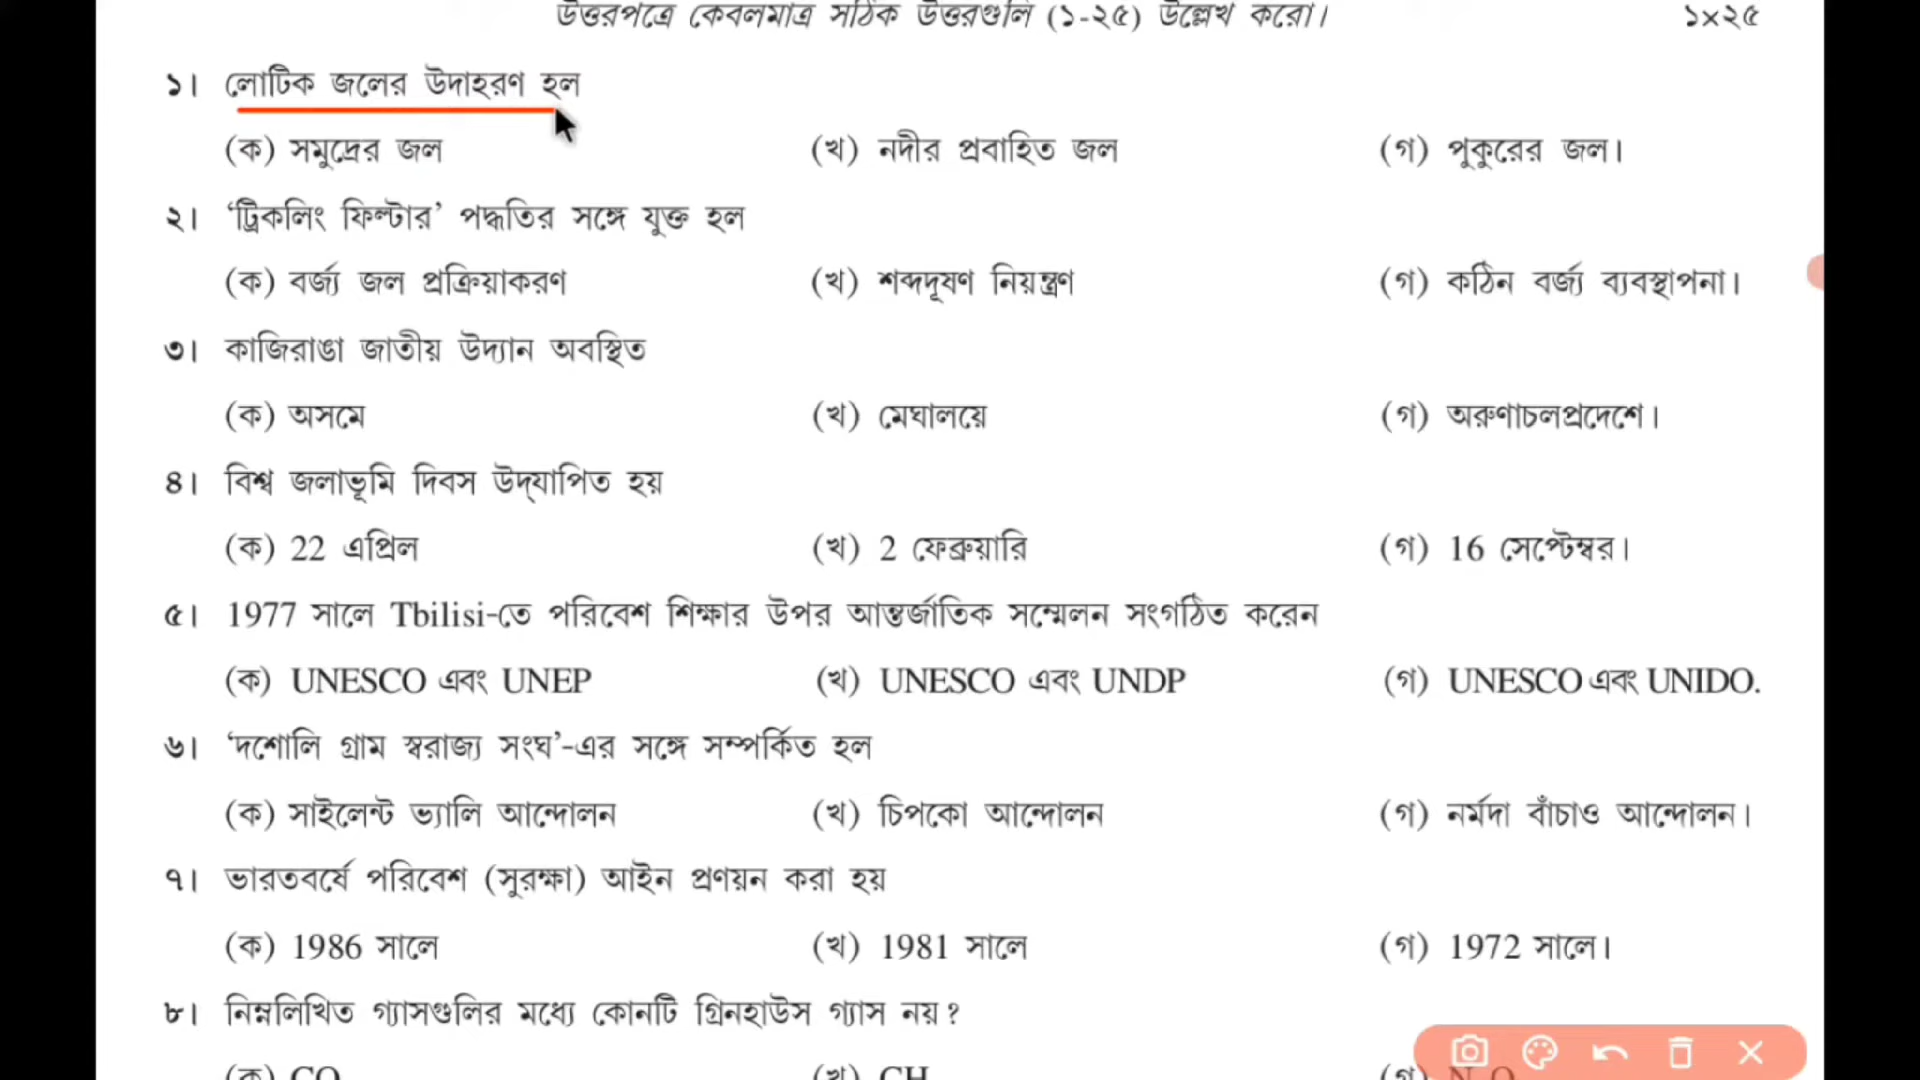 উত্তরপত্রে কেবলমাত্র সঠিক উত্তরগুলি (১-২৫) উল্লেখ করো। ১×২৫
১। লোটিক জলের উদাহরণ হল
(ক) সমুদ্রের জল (খ) নদীর প্রবাহিত জল (গ) পুকুরের জল।
২। ‘ট্রিকলিং ফিল্টার’ পদ্ধতির সঙ্গে যুক্ত হল
(ক) বর্জ্য জল প্রক্রিয়াকরণ (খ) শব্দদূষণ নিয়ন্ত্রণ (গ) কঠিন বর্জ্য ব্যবস্থাপনা।
৩। কাজিরাঙা জাতীয় উদ্যান অবস্থিত
(ক) অসমে (খ) মেঘালয়ে (গ) অরুণাচলপ্রদেশে।
৪। বিশ্ব জলাভূমি দিবস উদ্‌যাপিত হয়
(ক) 22 এপ্রিল (খ) 2 ফেব্রুয়ারি (গ) 16 সেপ্টেম্বর।
৫। 1977 সালে Tbilisi-তে পরিবেশ শিক্ষার উপর আন্তর্জাতিক সম্মেলন সংগঠিত করেন
(ক) UNESCO এবং UNEP (খ) UNESCO এবং UNDP (গ) UNESCO এবং UNIDO.
৬। ‘দশোলি গ্রাম স্বরাজ্য সংঘ’-এর সঙ্গে সম্পর্কিত হল
(ক) সাইলেন্ট ভ্যালি আন্দোলন (খ) চিপকো আন্দোলন (গ) নর্মদা বাঁচাও আন্দোলন।
৭। ভারতবর্ষে পরিবেশ (সুরক্ষা) আইন প্রণয়ন করা হয়
(ক) 1986 সালে (খ) 1981 সালে (গ) 1972 সালে।
৮। নিম্নলিখিত গ্যাসগুলির মধ্যে কোনটি গ্রিনহাউস গ্যাস নয়?
(ক) (খ) (গ)